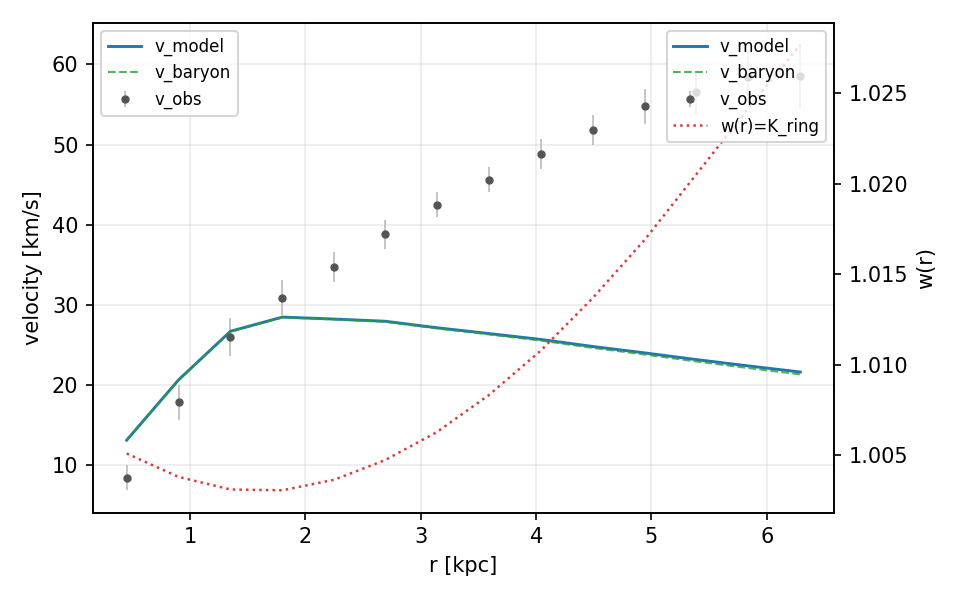 v_model
v_baryon
v_obs
v_model
v_baryon
v_obs
w(r)=K_ring
60
50
40
30
20
10
velocity [km/s]
1.025
1.020
1.015
1.010
1.005
w(r)
1 2 3 4 5 6
r [kpc]